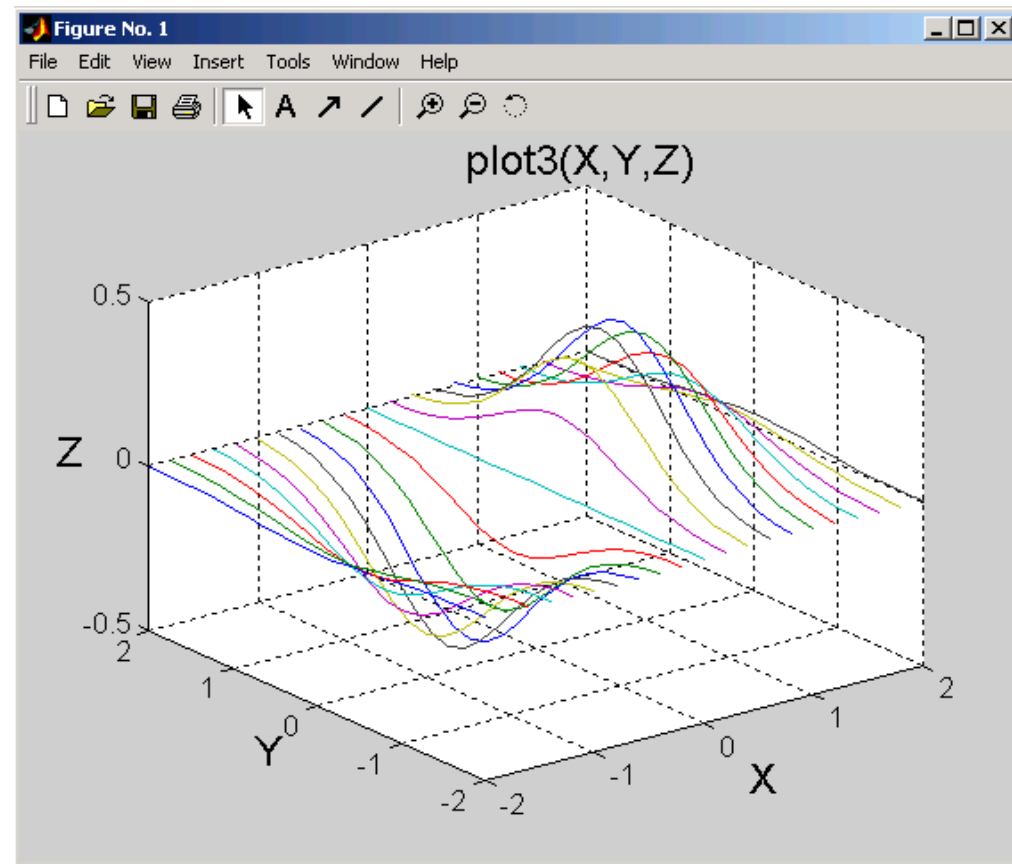 Figure No. 1
File Edit View Insert Tools Window Help
A
plot3(X,Y,Z)
0.5
Z 0
-0.5
2
1
0
-1
-2
Y
-2
-1
0
1
2
X